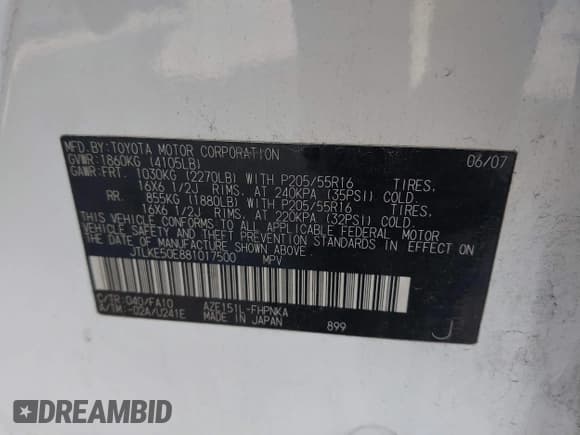 MFD.BY:TOYOTA MOTOR CORPORATION 06/07
GVWR:1860KG (4105LB)
GAWR:FRT. 1030KG (2270LB) WITH P205/55R16 TIRES,
16X6 1/2J RIMS, AT 240KPA (35PSI) COLD.
RR. 855KG (1880LB) WITH P205/55R16 TIRES,
16X6 1/2J RIMS, AT 220KPA (32PSI) COLD.
THIS VEHICLE CONFORMS TO ALL APPLICABLE FEDERAL MOTOR
VEHICLE SAFETY AND BUMPER STANDARDS IN EFFECT ON THE
DATE OF MANUFACTURE SHOWN ABOVE.
JTLKE50E881017500 MPV
C/TR:040/FA10 AZE151L-FHPNKA
A/TM:-02A/U241E MADE IN JAPAN 899 J
DREAMBID